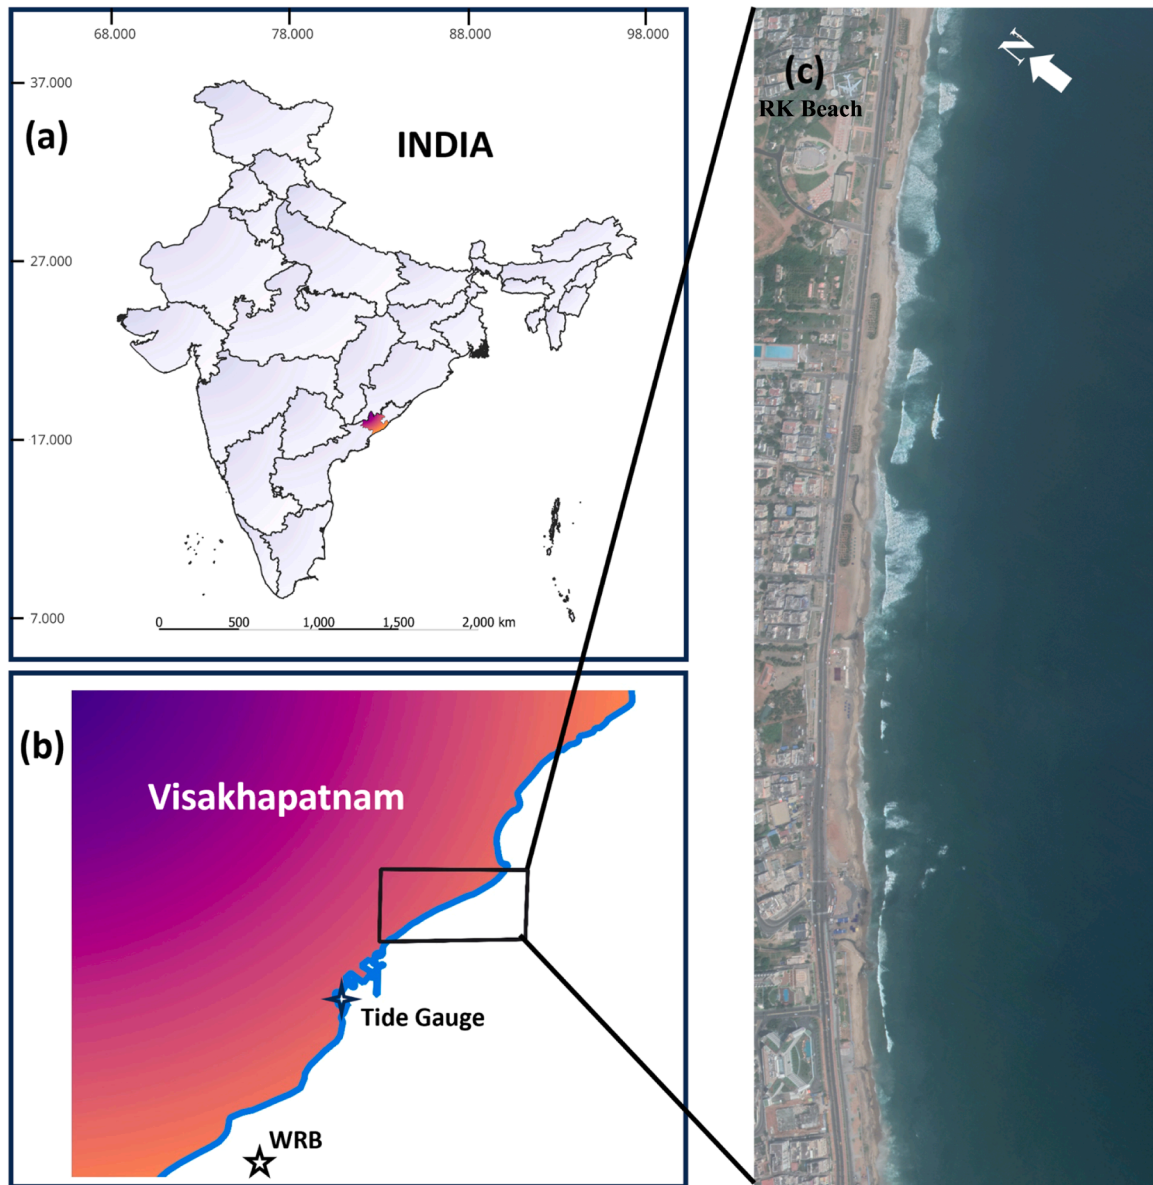 68.000 78.000 88.000 98.000
37.000
(a)
INDIA
27.000
17.000
7.000
0 500 1,000 1,500 2,000 km
(b)
Visakhapatnam
Tide Gauge
WRB
(c)
RK Beach
N